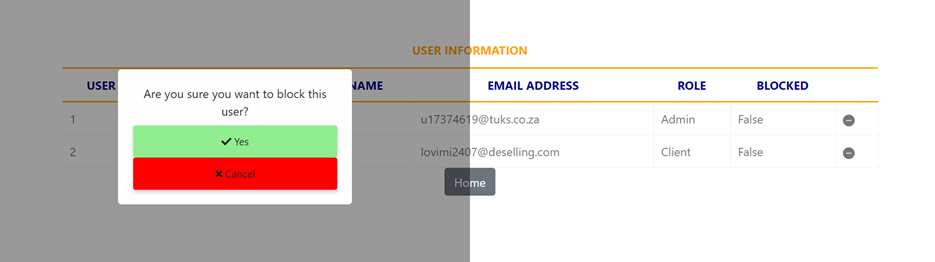 USER INFORMATION
USER NAME EMAIL ADDRESS ROLE BLOCKED
Are you sure you want to block this
user?
1 u17374619@tuks.co.za Admin False
Yes
2 lovimi2407@deselling.com Client False
Cancel
Home